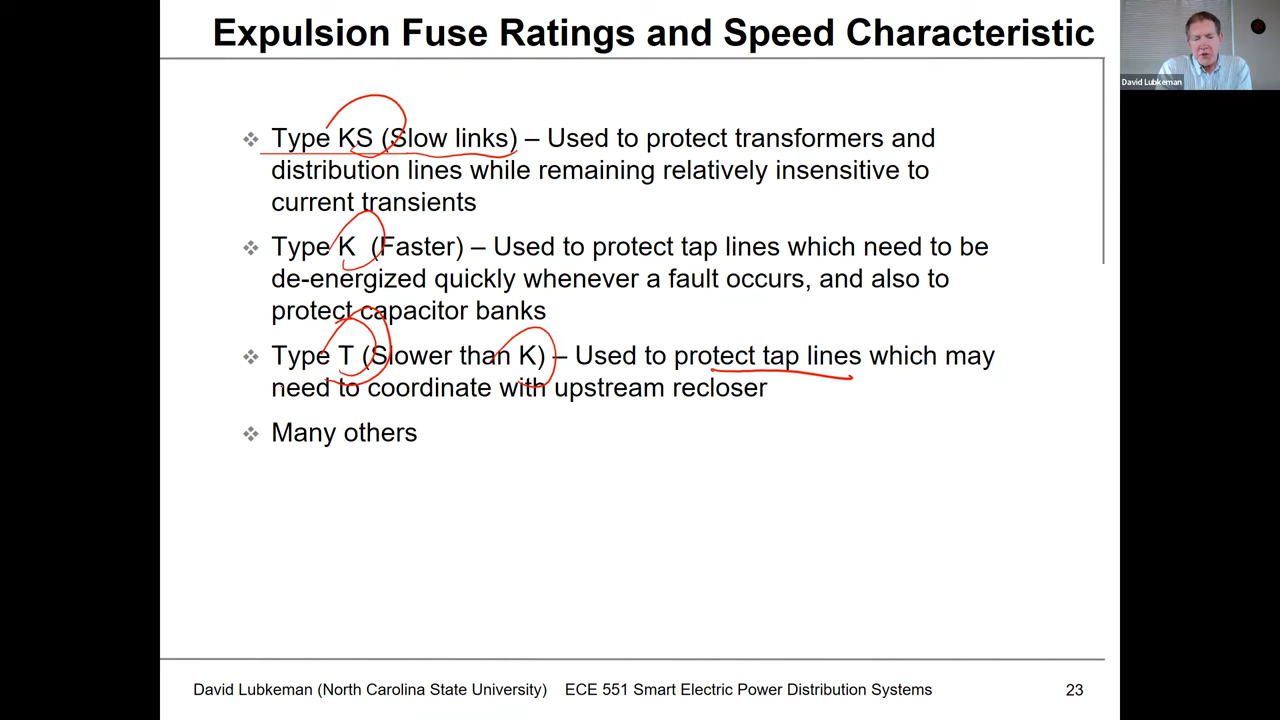 Expulsion Fuse Ratings and Speed Characteristic
David Lubkeman
❖ Type KS (Slow links) – Used to protect transformers and
distribution lines while remaining relatively insensitive to
current transients
❖ Type K (Faster) – Used to protect tap lines which need to be
de-energized quickly whenever a fault occurs, and also to
protect capacitor banks
❖ Type T (Slower than K) – Used to protect tap lines which may
need to coordinate with upstream recloser
❖ Many others
David Lubkeman (North Carolina State University) ECE 551 Smart Electric Power Distribution Systems 23